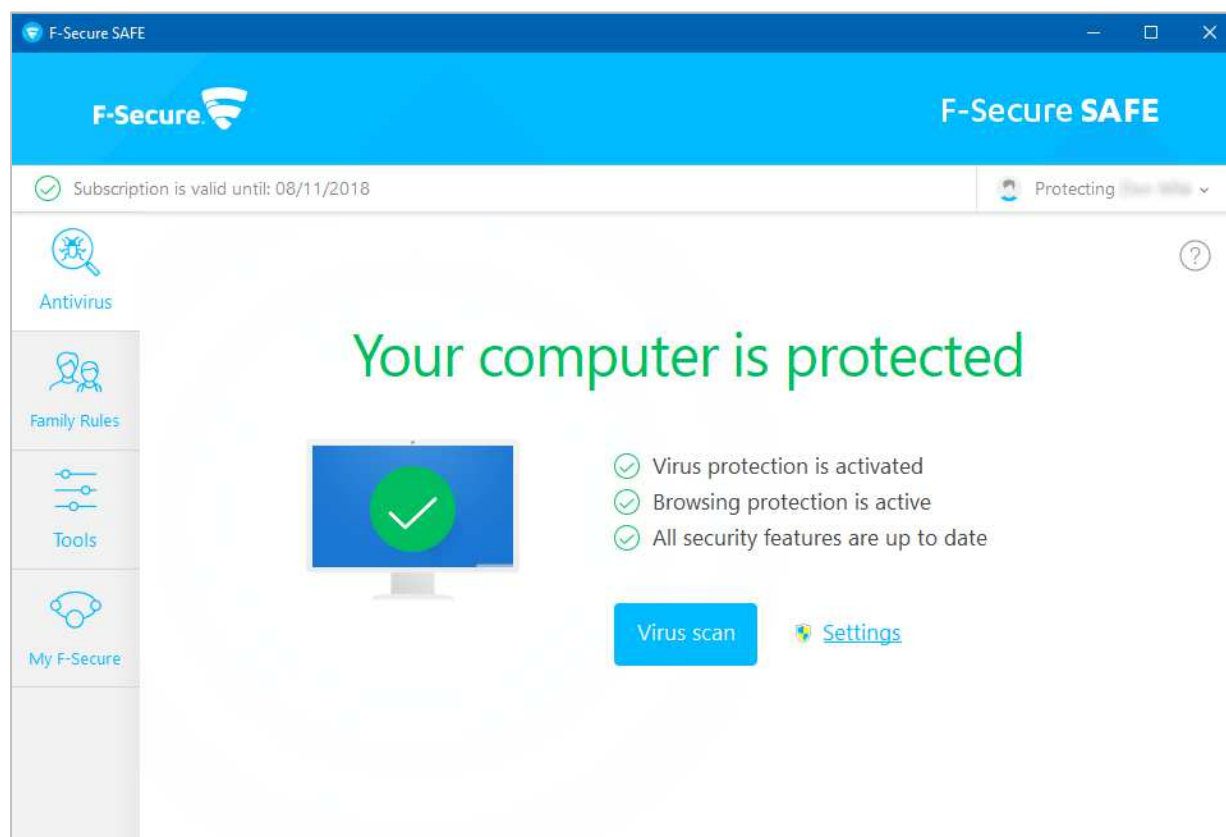 F-Secure SAFE
F-Secure.
F-Secure SAFE
Subscription is valid until: 08/11/2018
Protecting
Antivirus
Family Rules
Tools
My F-Secure
?
Your computer is protected
Virus protection is activated
Browsing protection is active
All security features are up to date
Virus scan
Settings